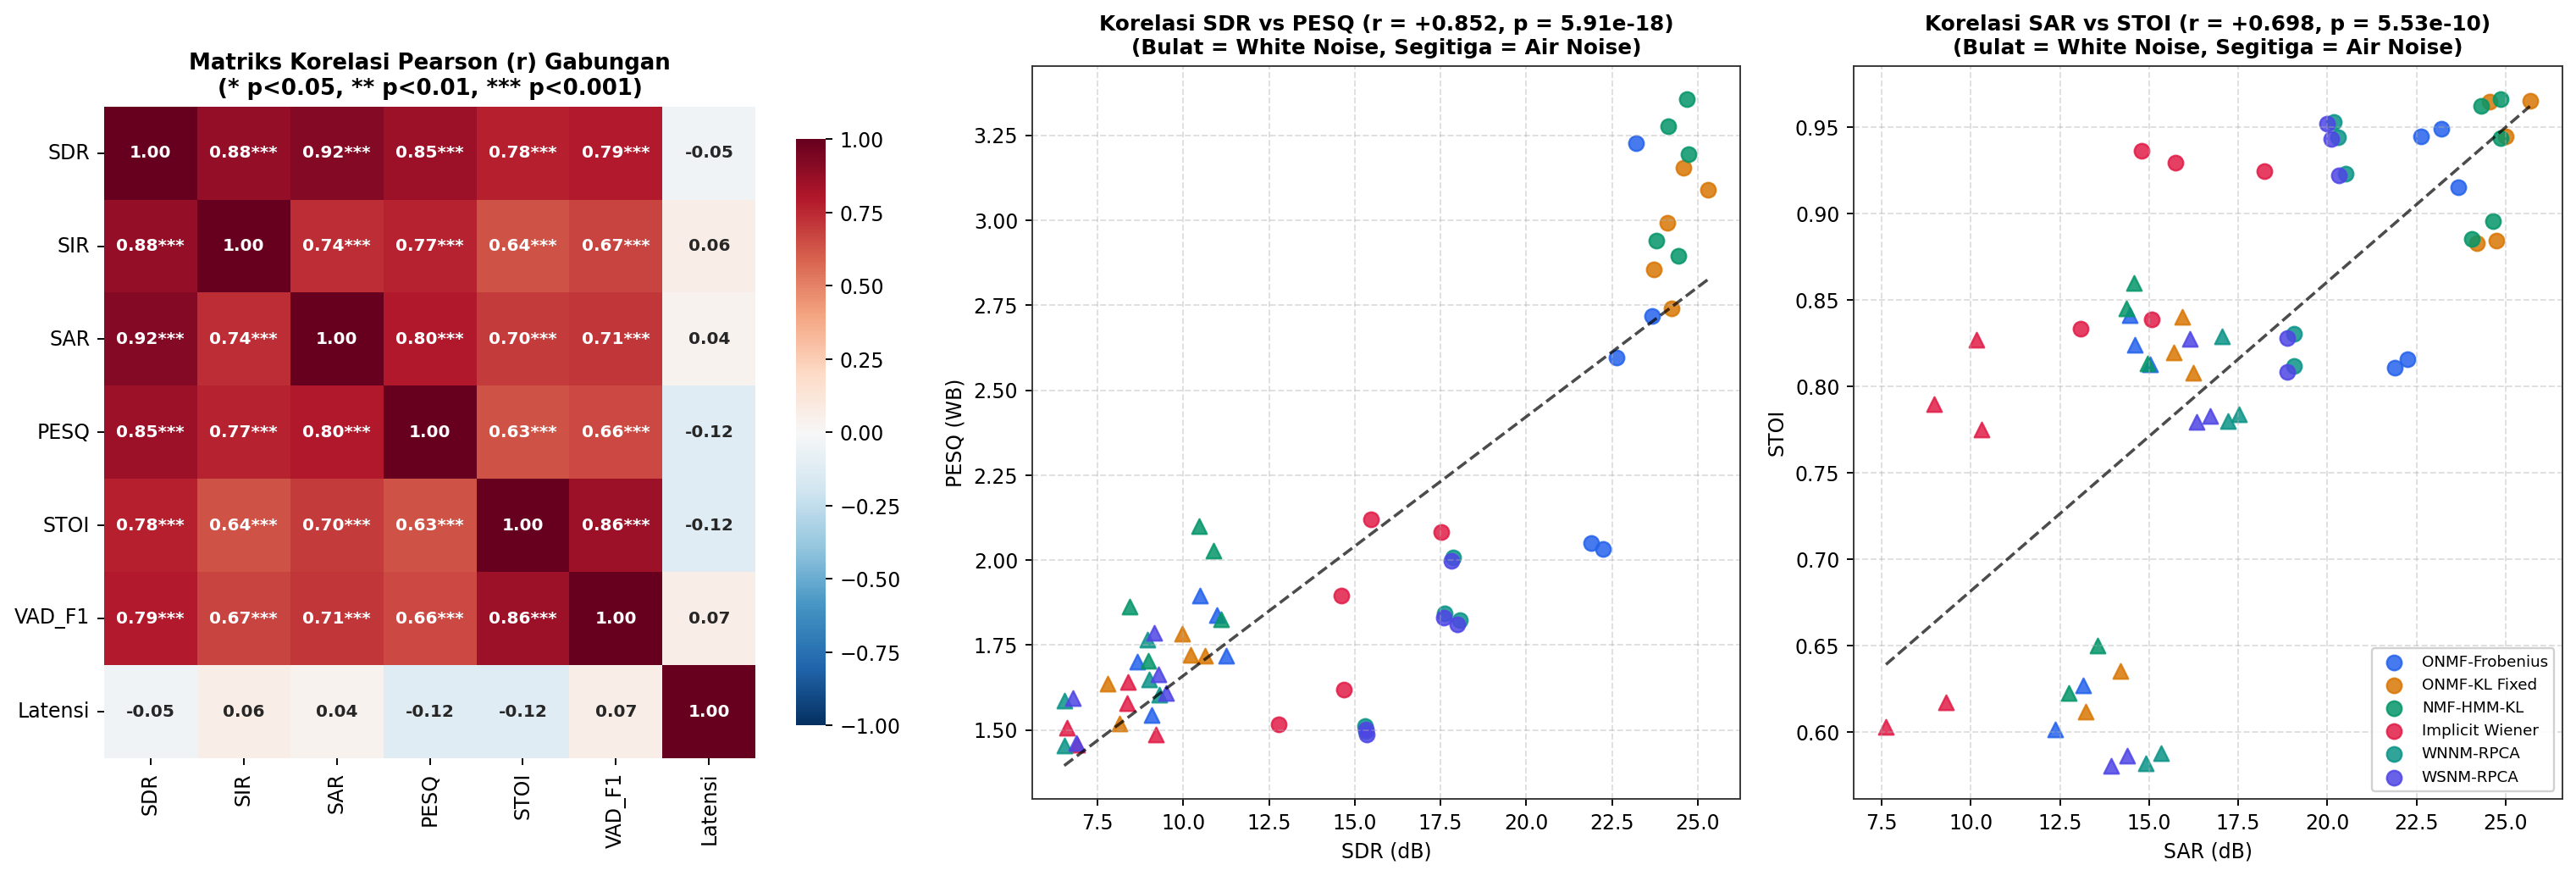 Matriks Korelasi Pearson (r) Gabungan
(* p<0.05, ** p<0.01, *** p<0.001)
SDR 1.00 0.88*** 0.92*** 0.85*** 0.78*** 0.79*** -0.05
SIR 0.88*** 1.00 0.74*** 0.77*** 0.64*** 0.67*** 0.06
SAR 0.92*** 0.74*** 1.00 0.80*** 0.70*** 0.71*** 0.04
PESQ 0.85*** 0.77*** 0.80*** 1.00 0.63*** 0.66*** -0.12
STOI 0.78*** 0.64*** 0.70*** 0.63*** 1.00 0.86*** -0.12
VAD_F1 0.79*** 0.67*** 0.71*** 0.66*** 0.86*** 1.00 0.07
Latensi -0.05 0.06 0.04 -0.12 -0.12 0.07 1.00
SDR SIR SAR PESQ STOI VAD_F1 Latensi
1.00
0.75
0.50
0.25
0.00
−0.25
−0.50
−0.75
−1.00
Korelasi SDR vs PESQ (r = +0.852, p = 5.91e-18)
(Bulat = White Noise, Segitiga = Air Noise)
PESQ (WB)
3.25
3.00
2.75
2.50
2.25
2.00
1.75
1.50
7.5 10.0 12.5 15.0 17.5 20.0 22.5 25.0
SDR (dB)
Korelasi SAR vs STOI (r = +0.698, p = 5.53e-10)
(Bulat = White Noise, Segitiga = Air Noise)
STOI
0.95
0.90
0.85
0.80
0.75
0.70
0.65
0.60
7.5 10.0 12.5 15.0 17.5 20.0 22.5 25.0
SAR (dB)
ONMF-Frobenius
ONMF-KL Fixed
NMF-HMM-KL
Implicit Wiener
WNNM-RPCA
WSNM-RPCA